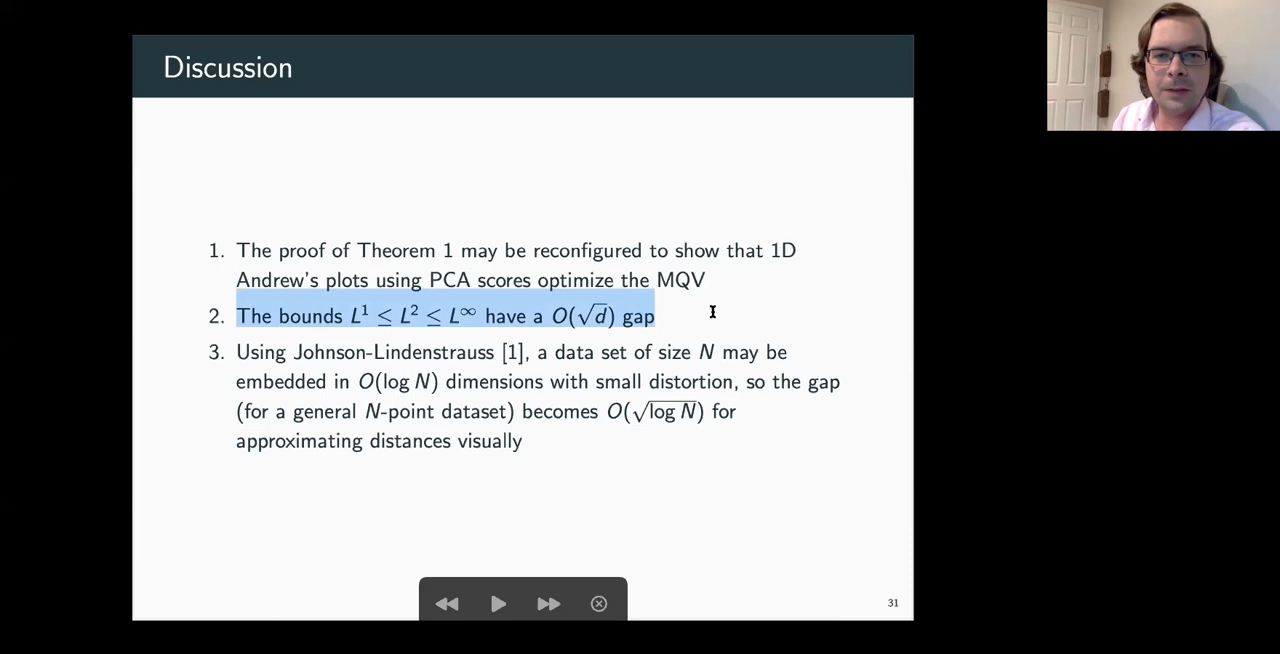 Discussion
1. The proof of Theorem 1 may be reconfigured to show that 1D
Andrew's plots using PCA scores optimize the MQV
2. The bounds L¹ ≤ L² ≤ L^∞ have a O(√d) gap
3. Using Johnson-Lindenstrauss [1], a data set of size N may be
embedded in O(log N) dimensions with small distortion, so the gap
(for a general N-point dataset) becomes O(√log N) for
approximating distances visually
31